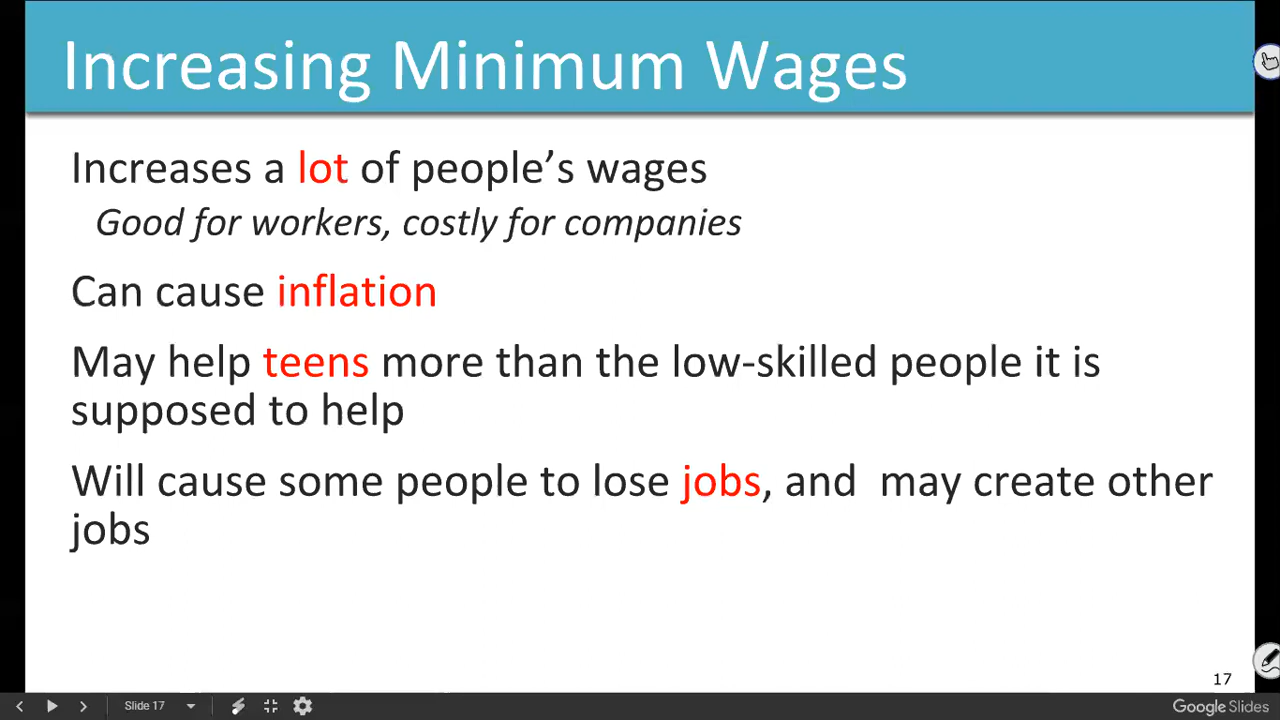 Increasing Minimum Wages
Increases a lot of people’s wages
Good for workers, costly for companies
Can cause inflation
May help teens more than the low-skilled people it is
supposed to help
Will cause some people to lose jobs, and  may create other
jobs
17
Slide 17
Google Slides